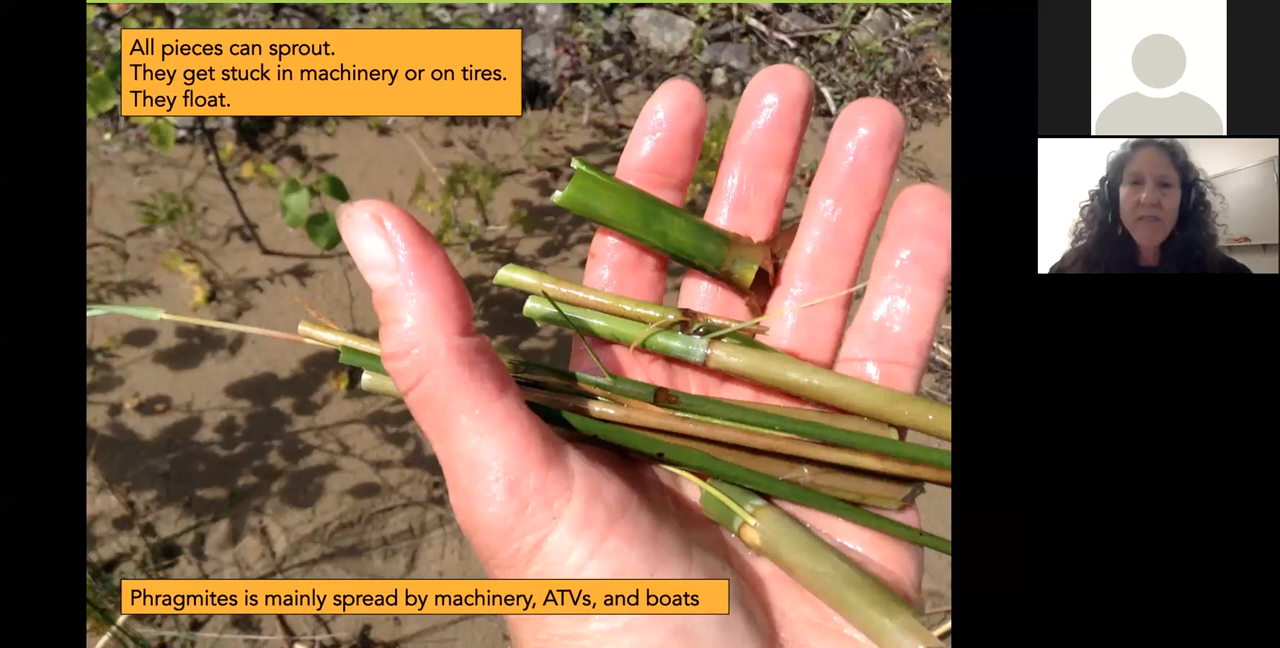 All pieces can sprout.
They get stuck in machinery or on tires.
They float.
Phragmites is mainly spread by machinery, ATVs, and boats